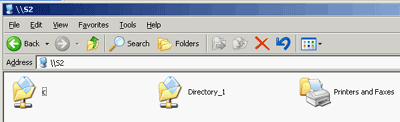 \\S2
File Edit View Favorites Tools Help
Back Search Folders
Address \\S2
Directory_1 Printers and Faxes